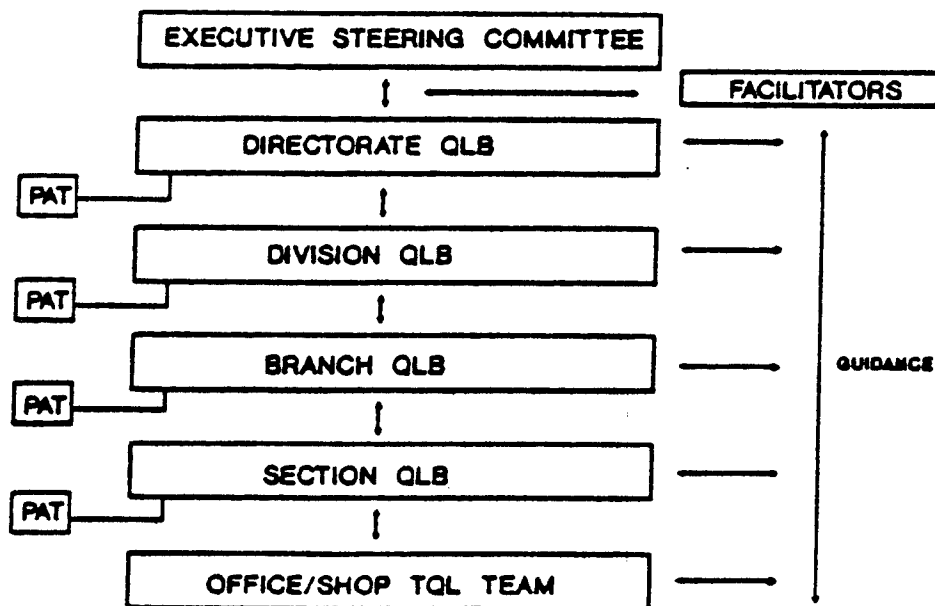 EXECUTIVE STEERING COMMITTEE
FACILITATORS
DIRECTORATE QLB
PAT
DIVISION QLB
PAT
BRANCH QLB
GUIDANCE
PAT
SECTION QLB
PAT
OFFICE/SHOP TQL TEAM